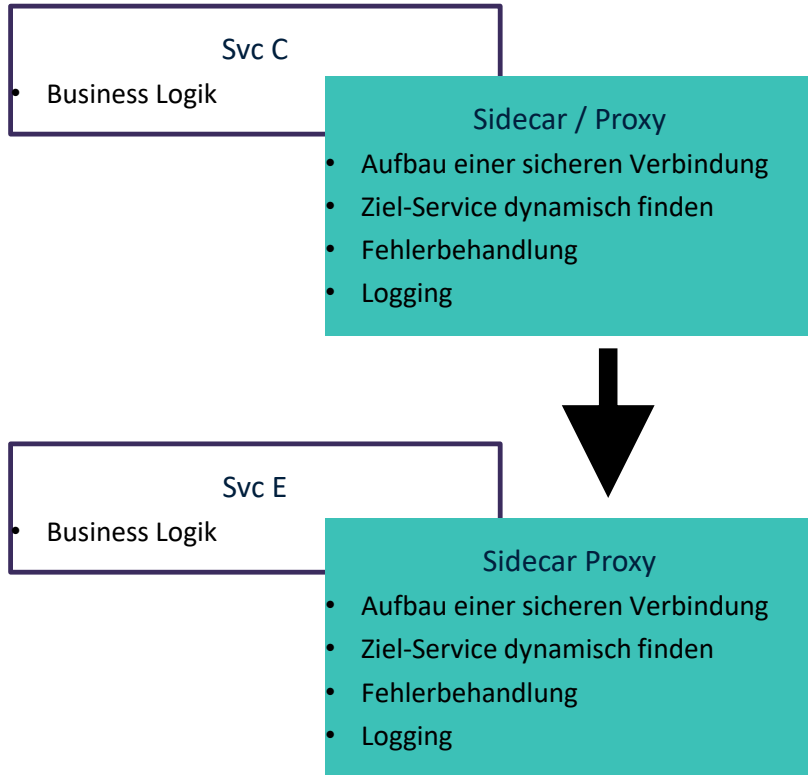 Svc C
• Business Logik
Sidecar / Proxy
• Aufbau einer sicheren Verbindung
• Ziel-Service dynamisch finden
• Fehlerbehandlung
• Logging
Svc E
• Business Logik
Sidecar Proxy
• Aufbau einer sicheren Verbindung
• Ziel-Service dynamisch finden
• Fehlerbehandlung
• Logging